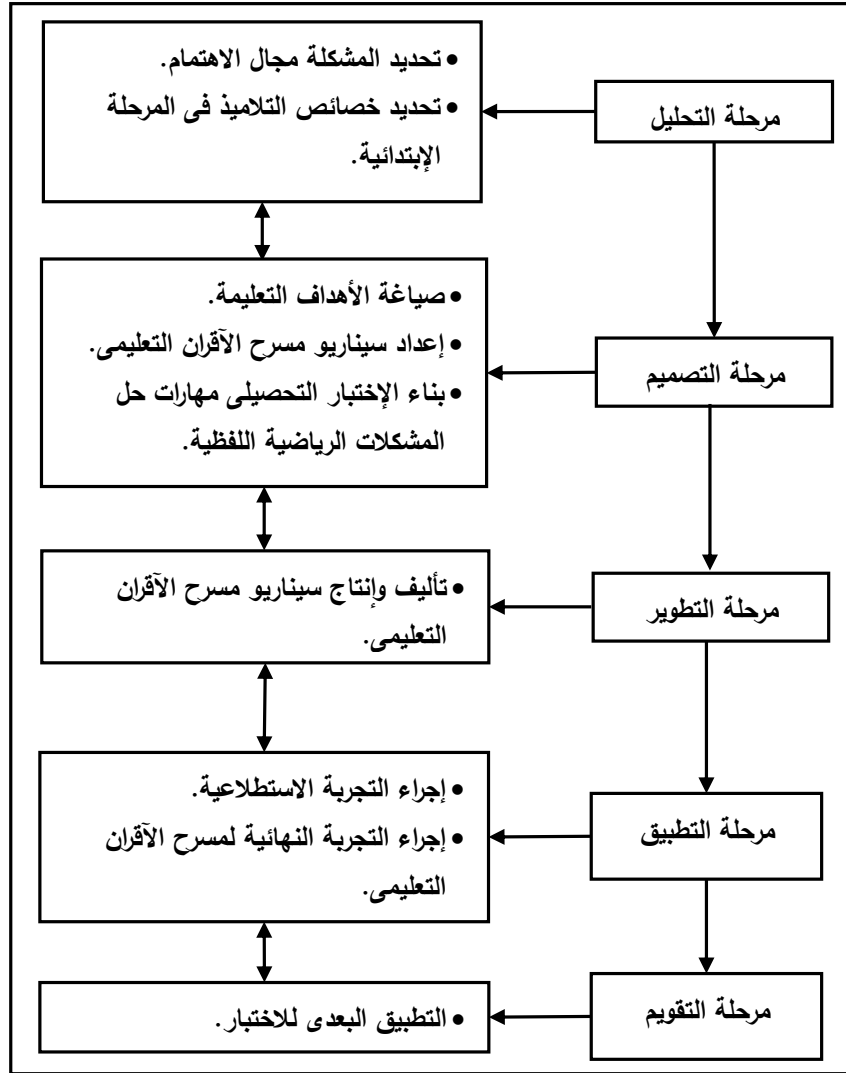 مرحلة التحليل
• تحديد المشكلة مجال الاهتمام.
• تحديد خصائص التلاميذ فى المرحلة
الإبتدائية.
مرحلة التصميم
• صياغة الأهداف التعليمة.
• إعداد سيناريو مسرح الآقران التعليمى.
• بناء الإختبار التحصيلى مهارات حل
المشكلات الرياضية اللفظية.
مرحلة التطوير
• تأليف وإنتاج سيناريو مسرح الآقران
التعليمى.
مرحلة التطبيق
• إجراء التجربة الاستطلاعية.
• إجراء التجربة النهائية لمسرح الآقران
التعليمى.
مرحلة التقويم
• التطبيق البعدى للاختبار.